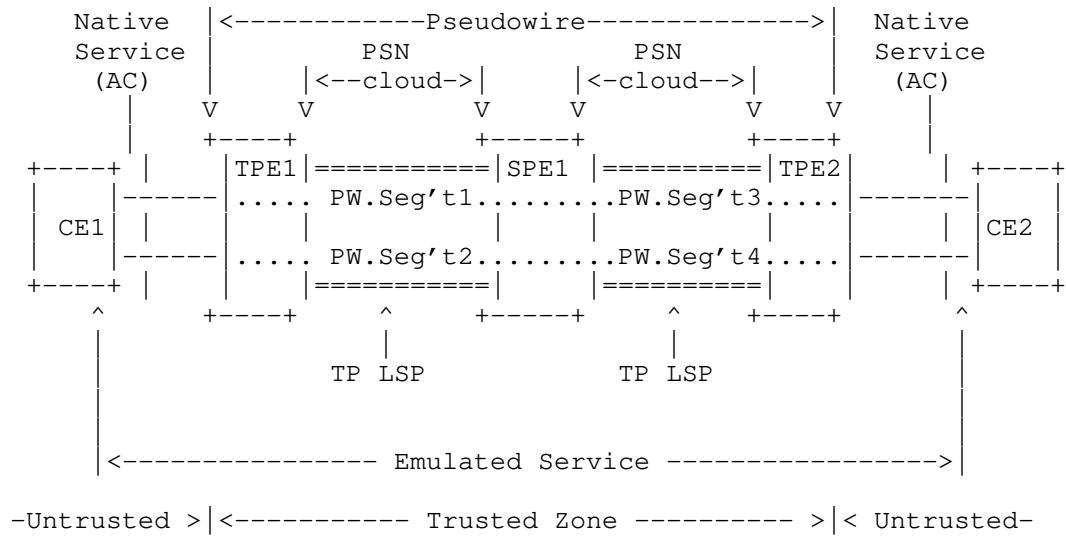 Native |<------------Pseudowire-------------->| Native
Service | PSN PSN | Service
(AC) | |<--cloud->| |<-cloud-->| | (AC)
| V V V V V V |
| +----+ +-----+ +----+ |
+----+ | |TPE1|===========|SPE1 |==========|TPE2| | +----+
| |------|..... PW.Seg't1.........PW.Seg't3.....|-------| |
| CE1| | | | | | | | | |CE2 |
| |------|..... PW.Seg't2.........PW.Seg't4.....|-------| |
+----+ | | |===========| |==========| | | +----+
^ +----+ ^ +-----+ ^ +----+ ^
| | | |
| TP LSP TP LSP |
| |
| |
|<---------------- Emulated Service ---------------->|
-Untrusted >|<----------- Trusted Zone ---------- >|< Untrusted-